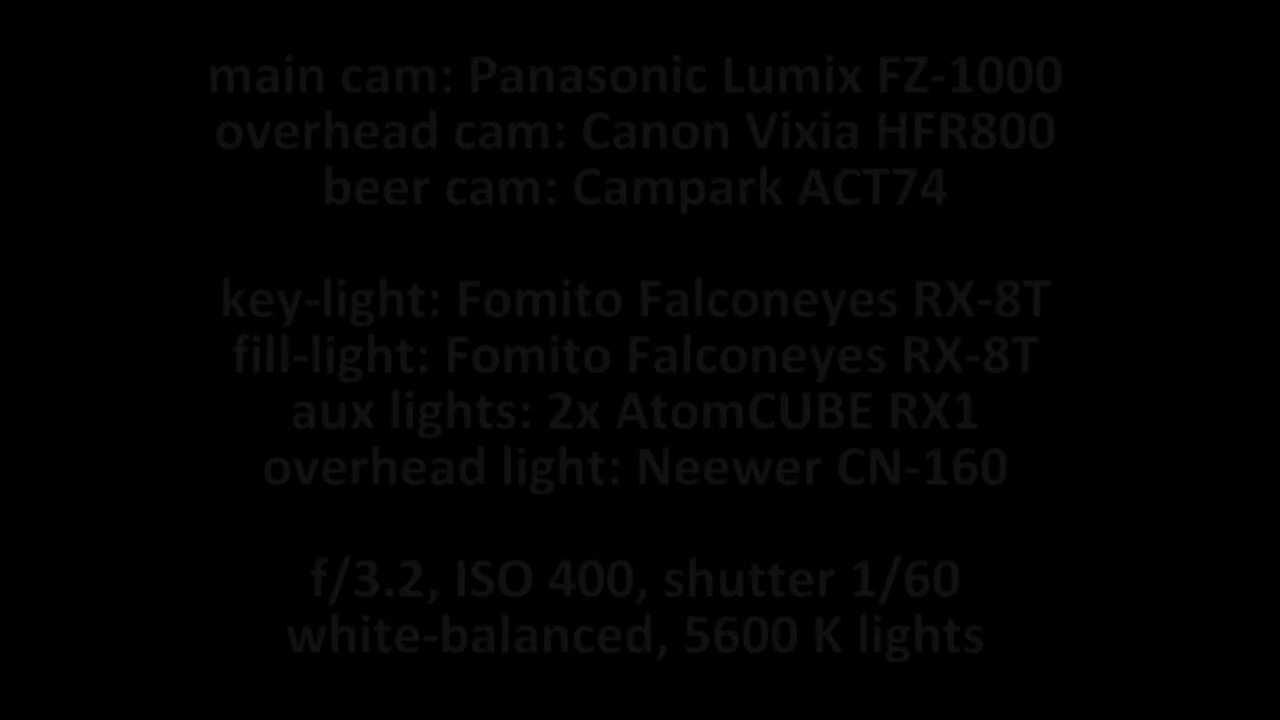 main cam: Panasonic Lumix FZ-1000
overhead cam: Canon Vixia HFR800
beer cam: Campark ACT74
key-light: Fomito Falconeyes RX-8T
fill-light: Fomito Falconeyes RX-8T
aux lights: 2x AtomCUBE RX1
overhead light: Neewer CN-160
f/3.2, ISO 400, shutter 1/60
white-balanced, 5600 K lights